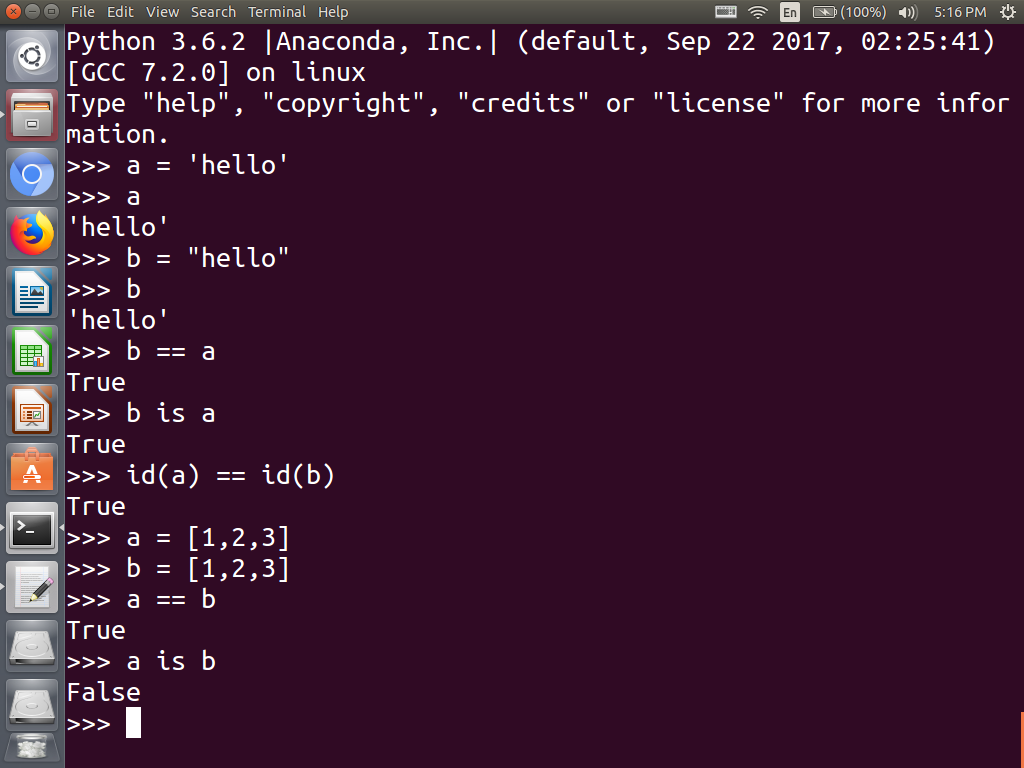 File Edit View Search Terminal Help En (100%) 5:16 PM
Python 3.6.2 |Anaconda, Inc.| (default, Sep 22 2017, 02:25:41)
[GCC 7.2.0] on linux
Type "help", "copyright", "credits" or "license" for more infor
mation.
>>> a = 'hello'
>>> a
'hello'
>>> b = "hello"
>>> b
'hello'
>>> b == a
True
>>> b is a
True
>>> id(a) == id(b)
True
>>> a = [1,2,3]
>>> b = [1,2,3]
>>> a == b
True
>>> a is b
False
>>>